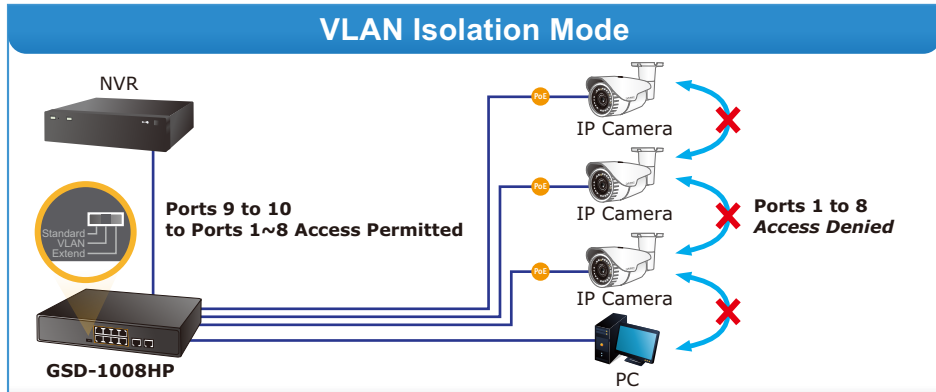 VLAN Isolation Mode
NVR
PoE
IP Camera
Standard
VLAN
Extend
Ports 9 to 10
to Ports 1~8 Access Permitted
PoE
IP Camera
Ports 1 to 8
Access Denied
PoE
IP Camera
GSD-1008HP
PC